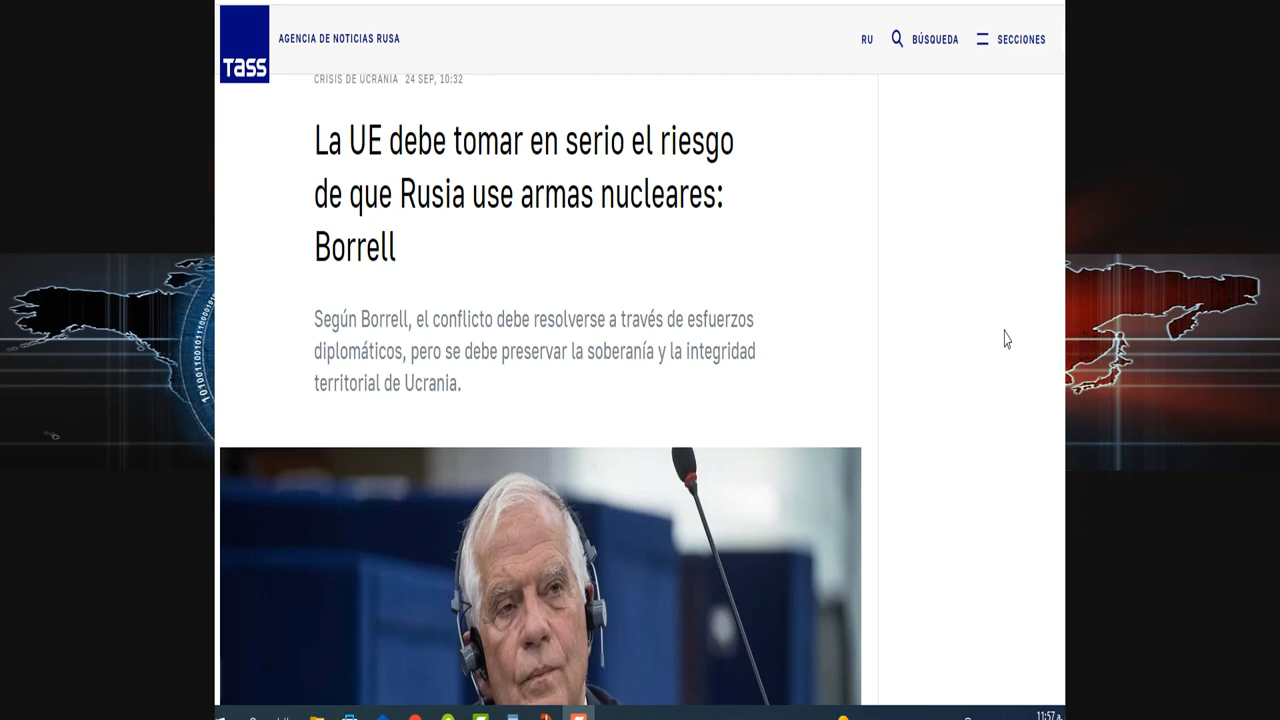 TASS
AGENCIA DE NOTICIAS RUSA
RU
BÚSQUEDA
SECCIONES
CRISIS DE UCRANIA 24 SEP, 10:32
La UE debe tomar en serio el riesgo
de que Rusia use armas nucleares:
Borrell
Según Borrell, el conflicto debe resolverse a través de esfuerzos
diplomáticos, pero se debe preservar la soberanía y la integridad
territorial de Ucrania.
11:57 a.